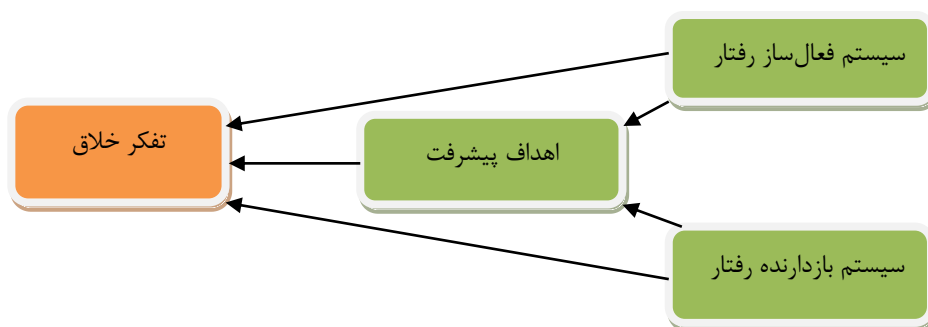 سیستم فعال‌ساز رفتار
اهداف پیشرفت
تفکر خلاق
سیستم بازدارنده رفتار